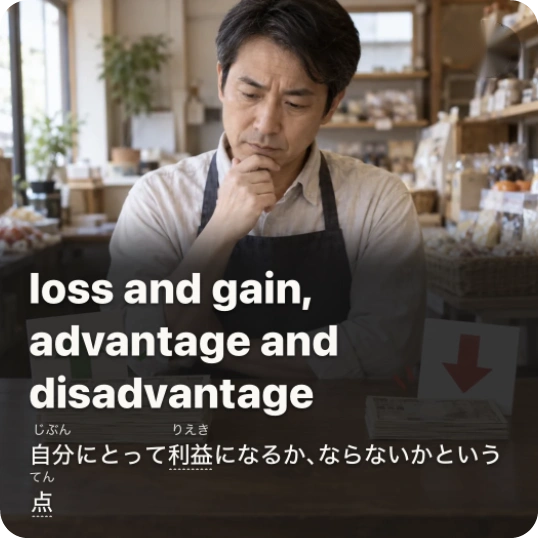 loss and gain,
advantage and
disadvantage
じぶん りえき
自分にとって利益になるか、ならないかという
てん
点